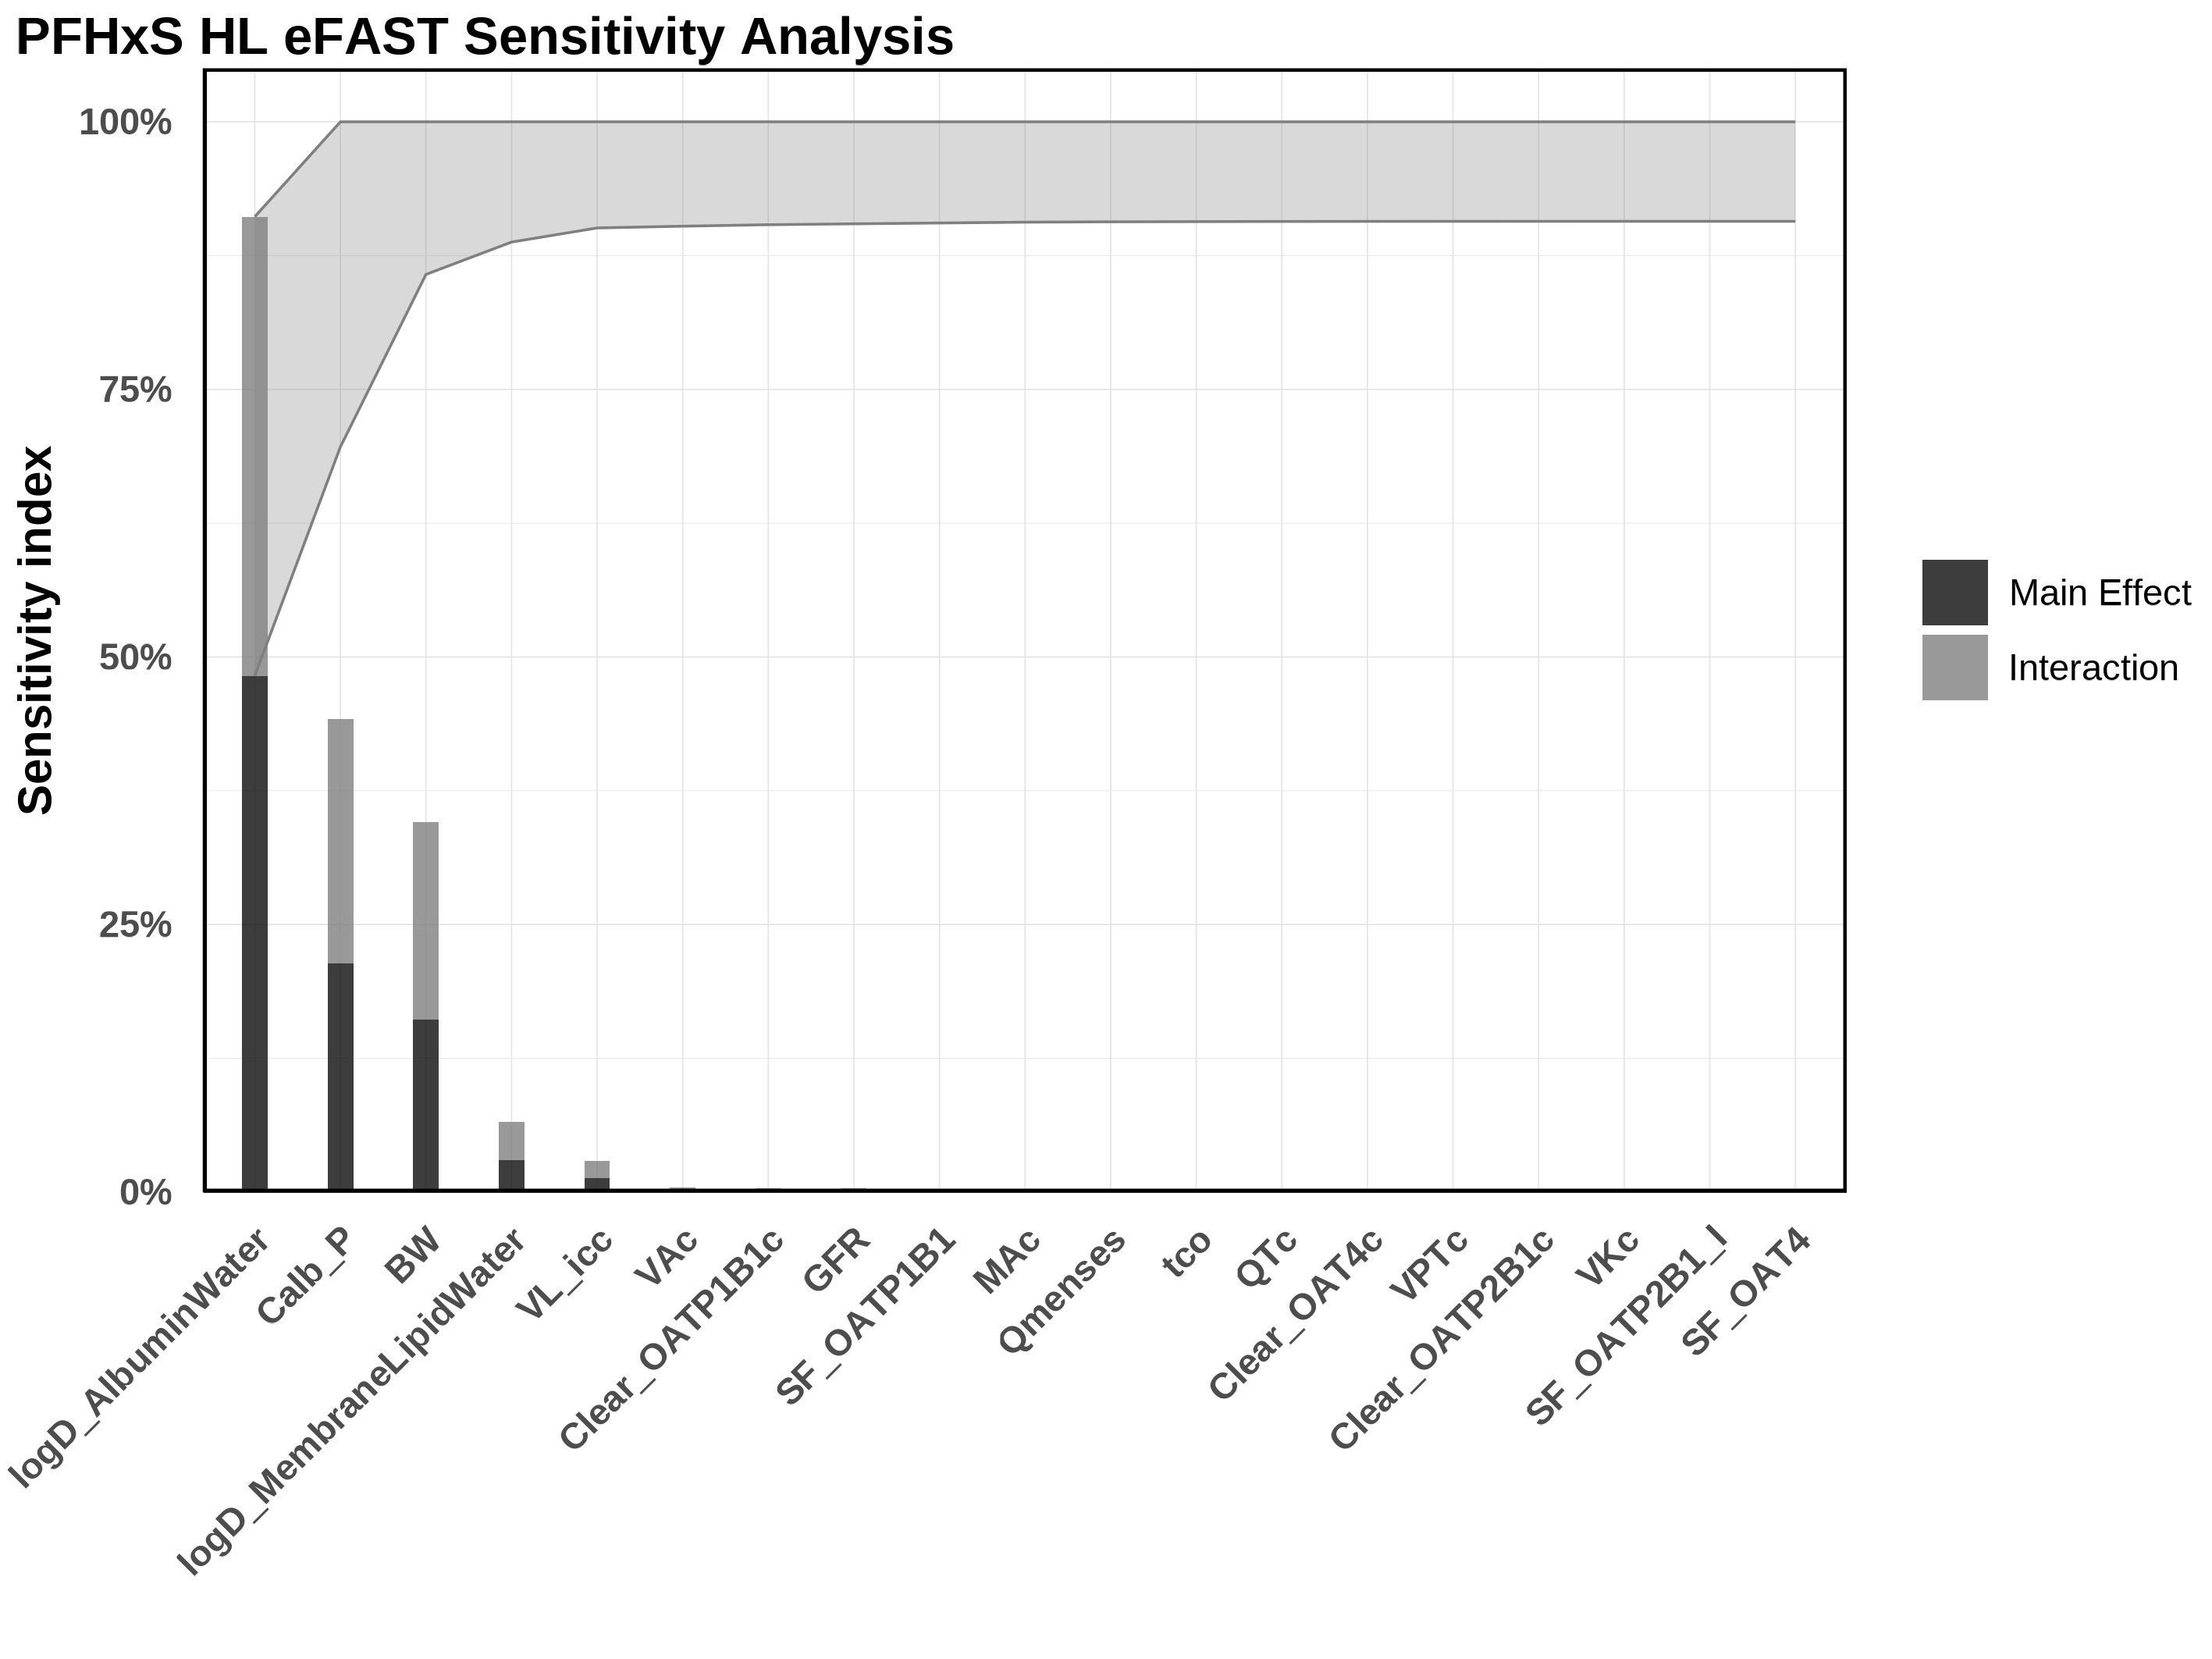 PFHxS HL eFAST Sensitivity Analysis
Sensitivity index
100%
75%
50%
25%
0%
logD_AlbuminWater
Calb_P
BW
logD_MembraneLipidWater
VL_icc
VAc
Clear_OATP1B1c
GFR
SF_OATP1B1
MAc
Qmenses
tco
QTc
Clear_OAT4c
VPTc
Clear_OATP2B1c
VKc
SF_OATP2B1_l
SF_OAT4
Main Effect
Interaction